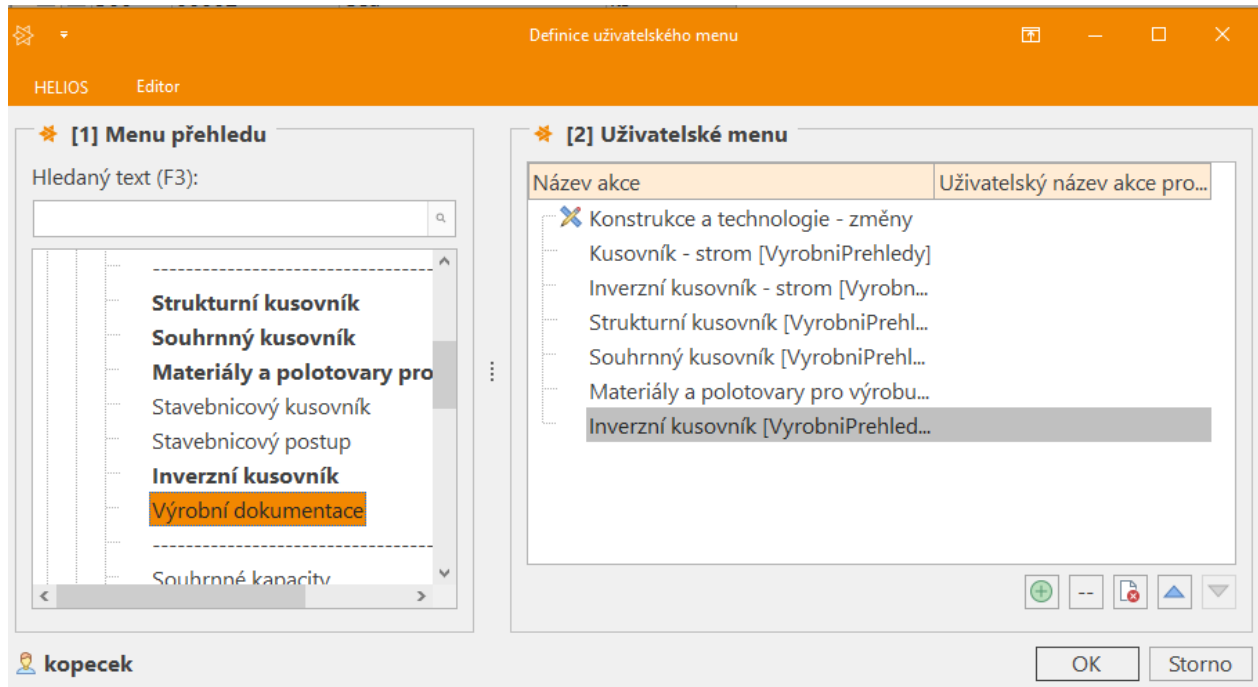 Definice uživatelského menu
HELIOS Editor
[1] Menu přehledu
Hledaný text (F3):
------------------------------------
Strukturní kusovník
Souhrnný kusovník
Materiály a polotovary pro
Stavebnicový kusovník
Stavebnicový postup
Inverzní kusovník
Výrobní dokumentace
------------------------------------
Souhrnné kapacity
[2] Uživatelské menu
Název akce Uživatelský název akce pro...
Konstrukce a technologie - změny
Kusovník - strom [VyrobniPrehledy]
Inverzní kusovník - strom [Vyrobn...
Strukturní kusovník [VyrobniPrehl...
Souhrnný kusovník [VyrobniPrehl...
Materiály a polotovary pro výrobu...
Inverzní kusovník [VyrobniPrehled...
--
kopecek
OK Storno